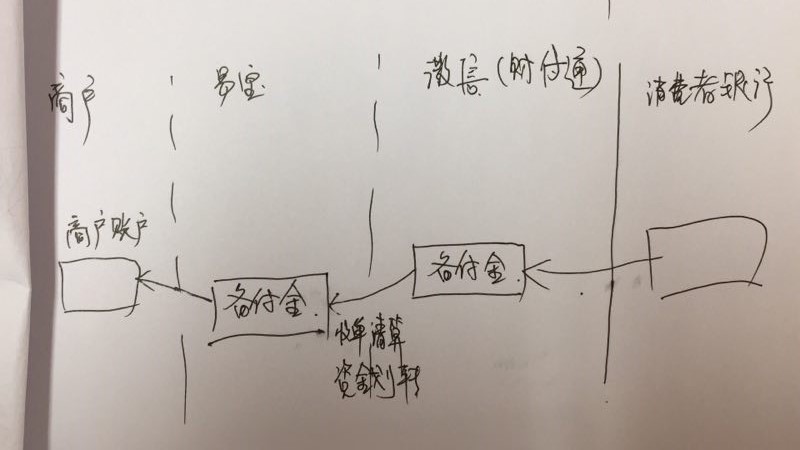 商户
易宝
微信(财付通)
消费者银行
商户账户
备付金
备付金
收单清算
资金划转